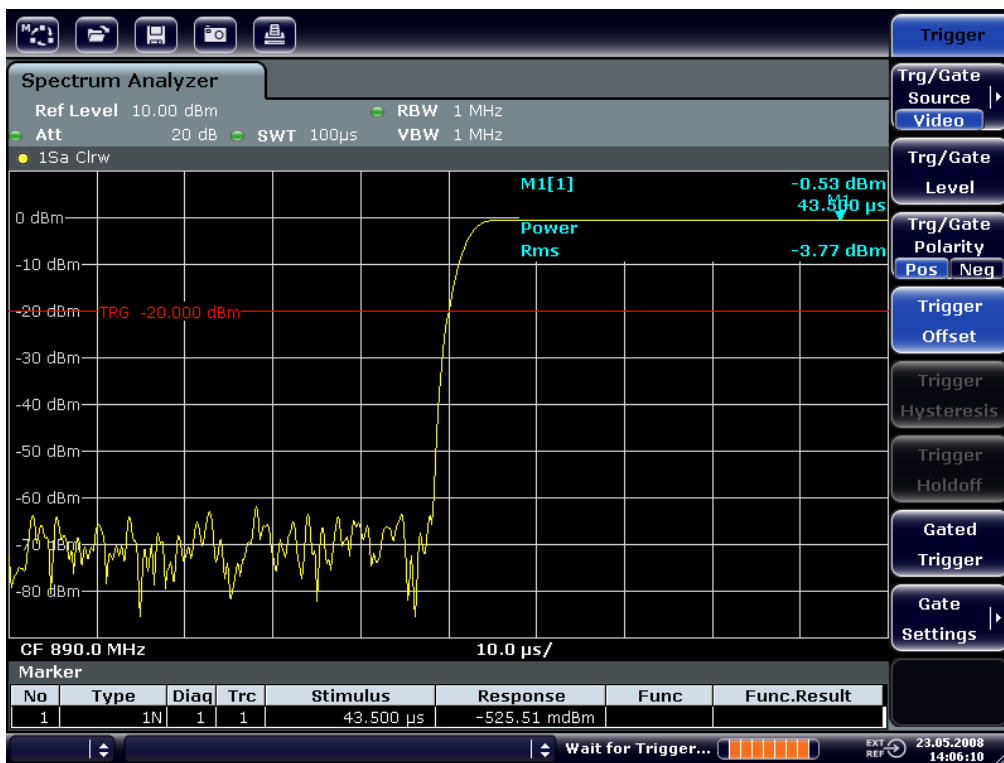 M
Trigger
Spectrum Analyzer
Ref Level 10.00 dBm RBW 1 MHz
Att 20 dB SWT 100µs VBW 1 MHz
1Sa Clrw
M1[1] -0.53 dBm
43.500 µs
M1
Power
Rms -3.77 dBm
0 dBm
-10 dBm
-20 dBm
TRG -20.000 dBm
-30 dBm
-40 dBm
-50 dBm
-60 dBm
-70 dBm
-80 dBm
CF 890.0 MHz 10.0 µs/
Marker
No Type Diag Trc Stimulus Response Func Func.Result
1 1N 1 1 43.500 µs -525.51 mdBm
Trg/Gate
Source
Video
Trg/Gate
Level
Trg/Gate
Polarity
Pos Neg
Trigger
Offset
Trigger
Hysteresis
Trigger
Holdoff
Gated
Trigger
Gate
Settings
Wait for Trigger...
EXT
REF
23.05.2008
14:06:10